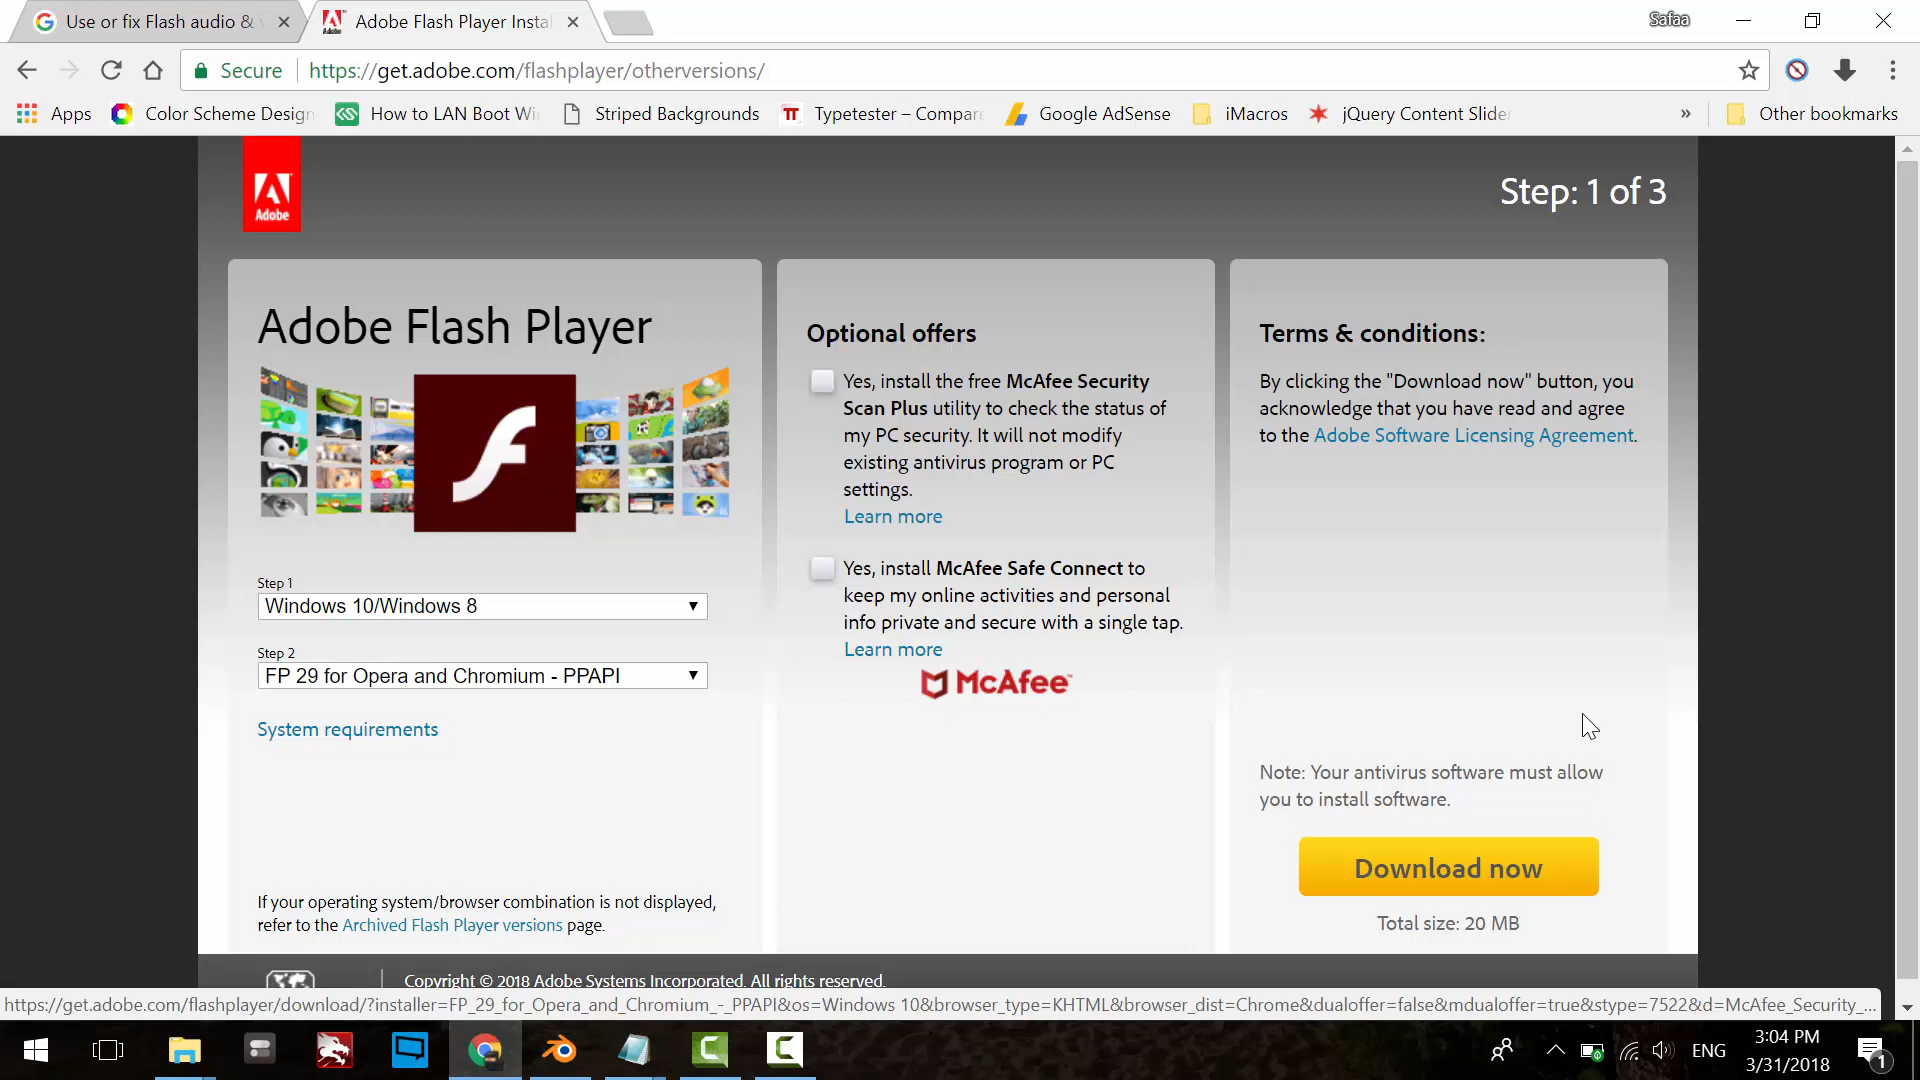 Use or fix Flash audio &
Adobe Flash Player Insta
Safaa
Secure
https://get.adobe.com/flashplayer/otherversions/
Apps
Color Scheme Design
How to LAN Boot Wi
Striped Backgrounds
TT
Typetester – Compar
Google AdSense
iMacros
jQuery Content Slide
»
Other bookmarks
Adobe
Step: 1 of 3
Adobe Flash Player
Step 1
Windows 10/Windows 8
Step 2
FP 29 for Opera and Chromium - PPAPI
System requirements
If your operating system/browser combination is not displayed,
refer to the Archived Flash Player versions page.
Optional offers
Yes, install the free McAfee Security
Scan Plus utility to check the status of
my PC security. It will not modify
existing antivirus program or PC
settings.
Learn more
Yes, install McAfee Safe Connect to
keep my online activities and personal
info private and secure with a single tap.
Learn more
McAfee™
Terms & conditions:
By clicking the "Download now" button, you
acknowledge that you have read and agree
to the Adobe Software Licensing Agreement.
Note: Your antivirus software must allow
you to install software.
Download now
Total size: 20 MB
Copyright © 2018 Adobe Systems Incorporated. All rights reserved.
https://get.adobe.com/flashplayer/download/?installer=FP_29_for_Opera_and_Chromium_-_PPAPI&os=Windows 10&browser_type=KHTML&browser_dist=Chrome&dualoffer=false&mdualoffer=true&stype=7522&d=McAfee_Security_...
ENG
3:04 PM
3/31/2018
1